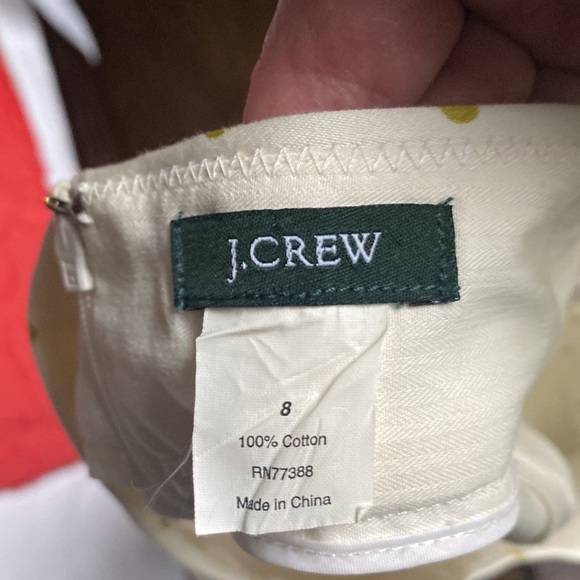 J.CREW
8
100% Cotton
RN77388
Made in China